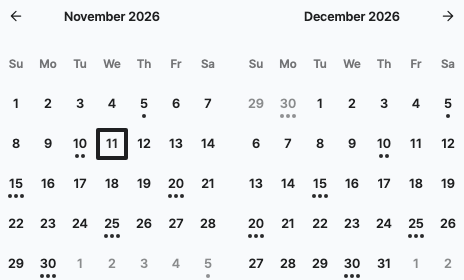 November 2026
Su Mo Tu We Th Fr Sa
1 2 3 4 5 6 7
8 9 10 11 12 13 14
15 16 17 18 19 20 21
22 23 24 25 26 27 28
29 30 1 2 3 4 5
December 2026
Su Mo Tu We Th Fr Sa
29 30 1 2 3 4 5
6 7 8 9 10 11 12
13 14 15 16 17 18 19
20 21 22 23 24 25 26
27 28 29 30 31 1 2